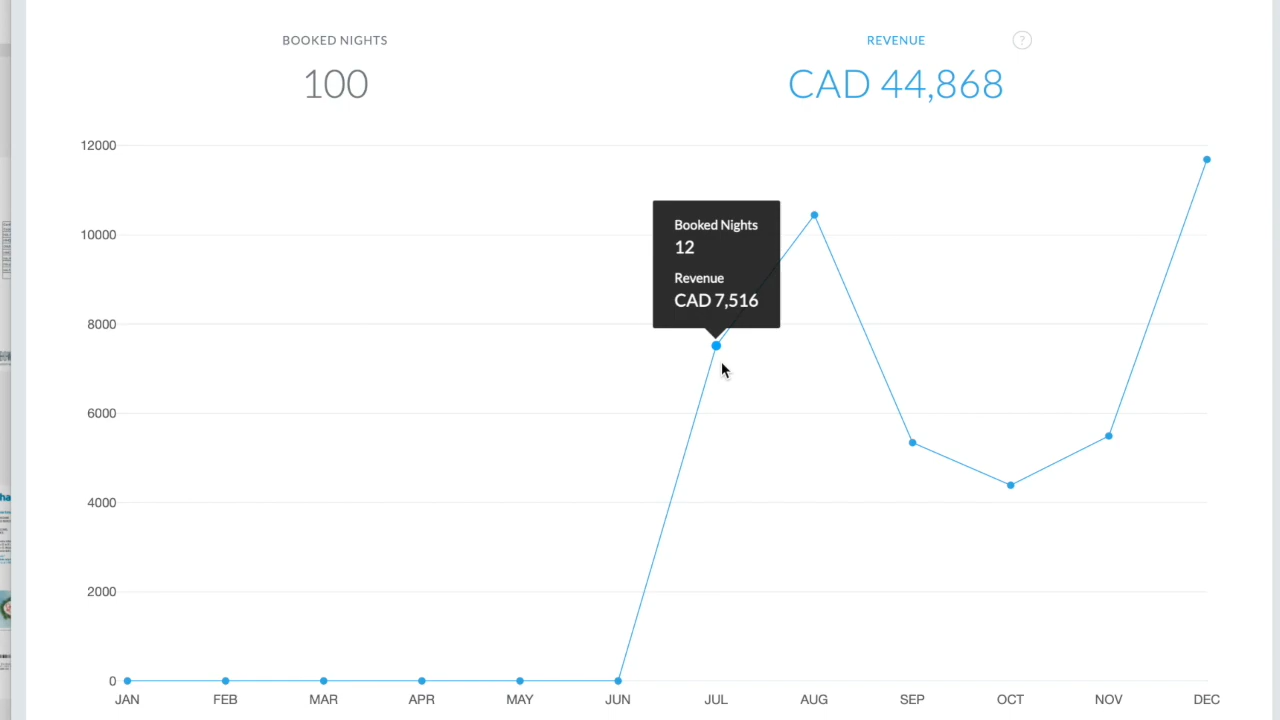 BOOKED NIGHTS
REVENUE
?
100
CAD 44,868
12000
10000
8000
6000
4000
2000
0
Booked Nights
12
Revenue
CAD 7,516
JAN FEB MAR APR MAY JUN JUL AUG SEP OCT NOV DEC